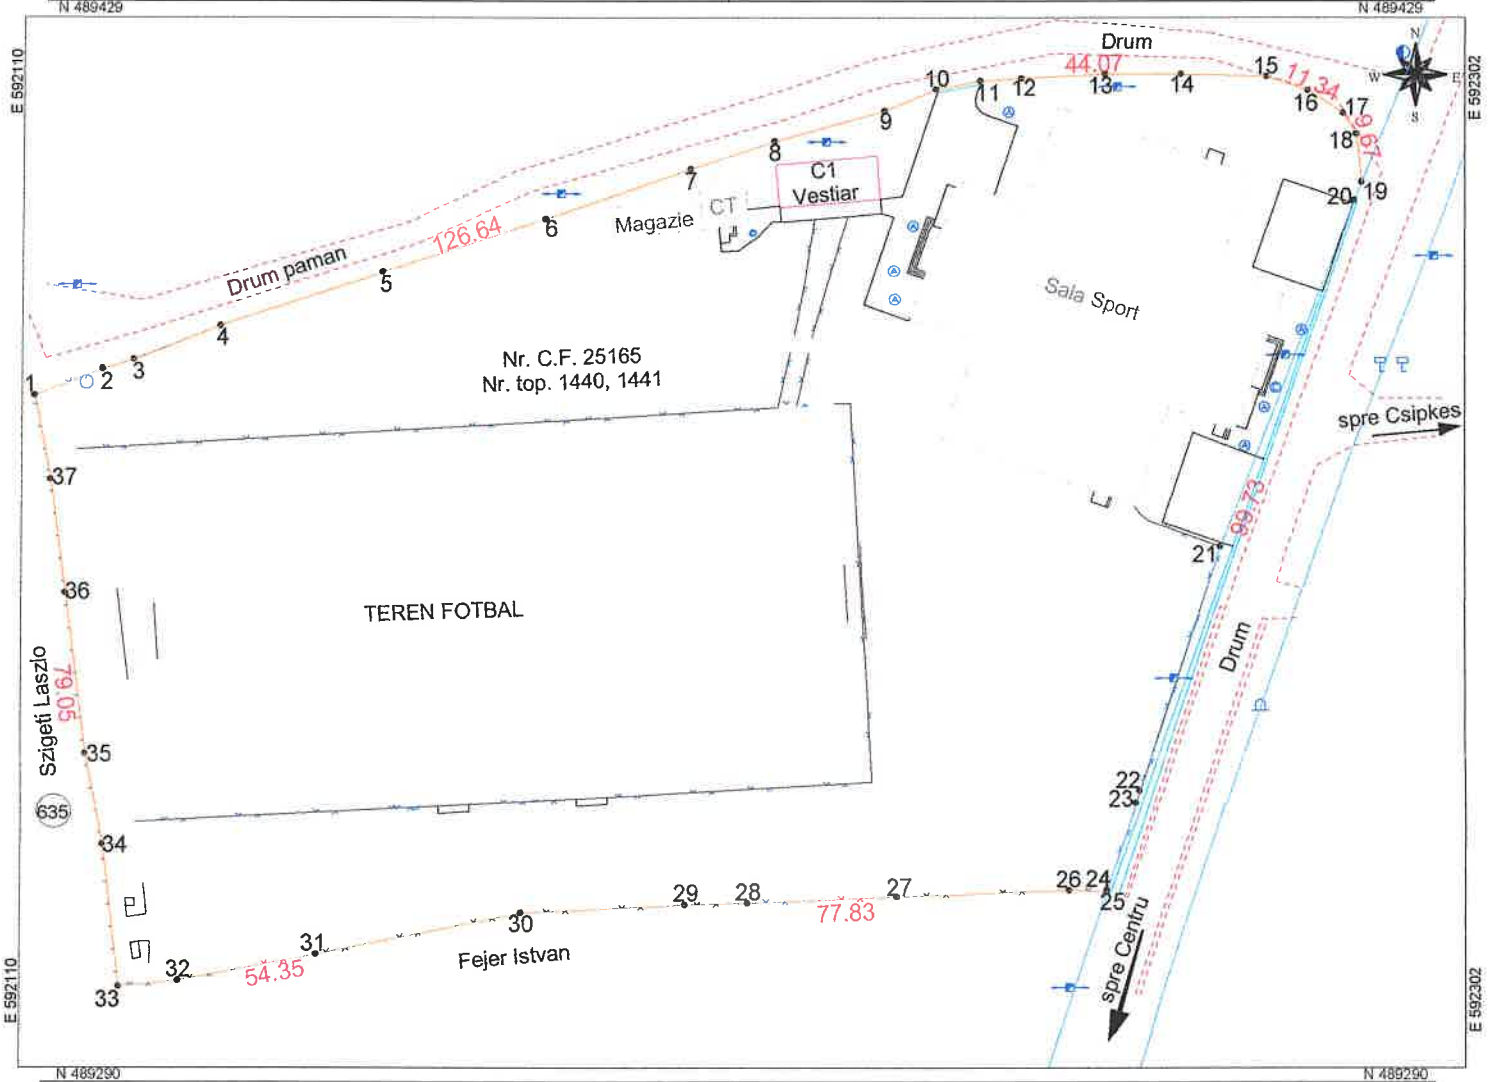 N 489429
N 489429
E 592110
E 592302
N
W
E
S
Drum
44.07
10
11
12
13
14
15
11.34
16
17
9.67
18
19
20
9
8
7
C1
Vestiar
CT
Magazie
6
126.64
Drum paman
5
4
Sala Sport
3
2
1
Nr. C.F. 25165
Nr. top. 1440, 1441
spre Csipkes
37
99.73
21
36
TEREN FOTBAL
Drum
Szigeti Laszlo
79.05
35
22
23
635
34
26
24
25
27
28
29
77.83
30
31
Fejer Istvan
spre Centru
32
54.35
33
E 592110
E 592302
N 489290
N 489290